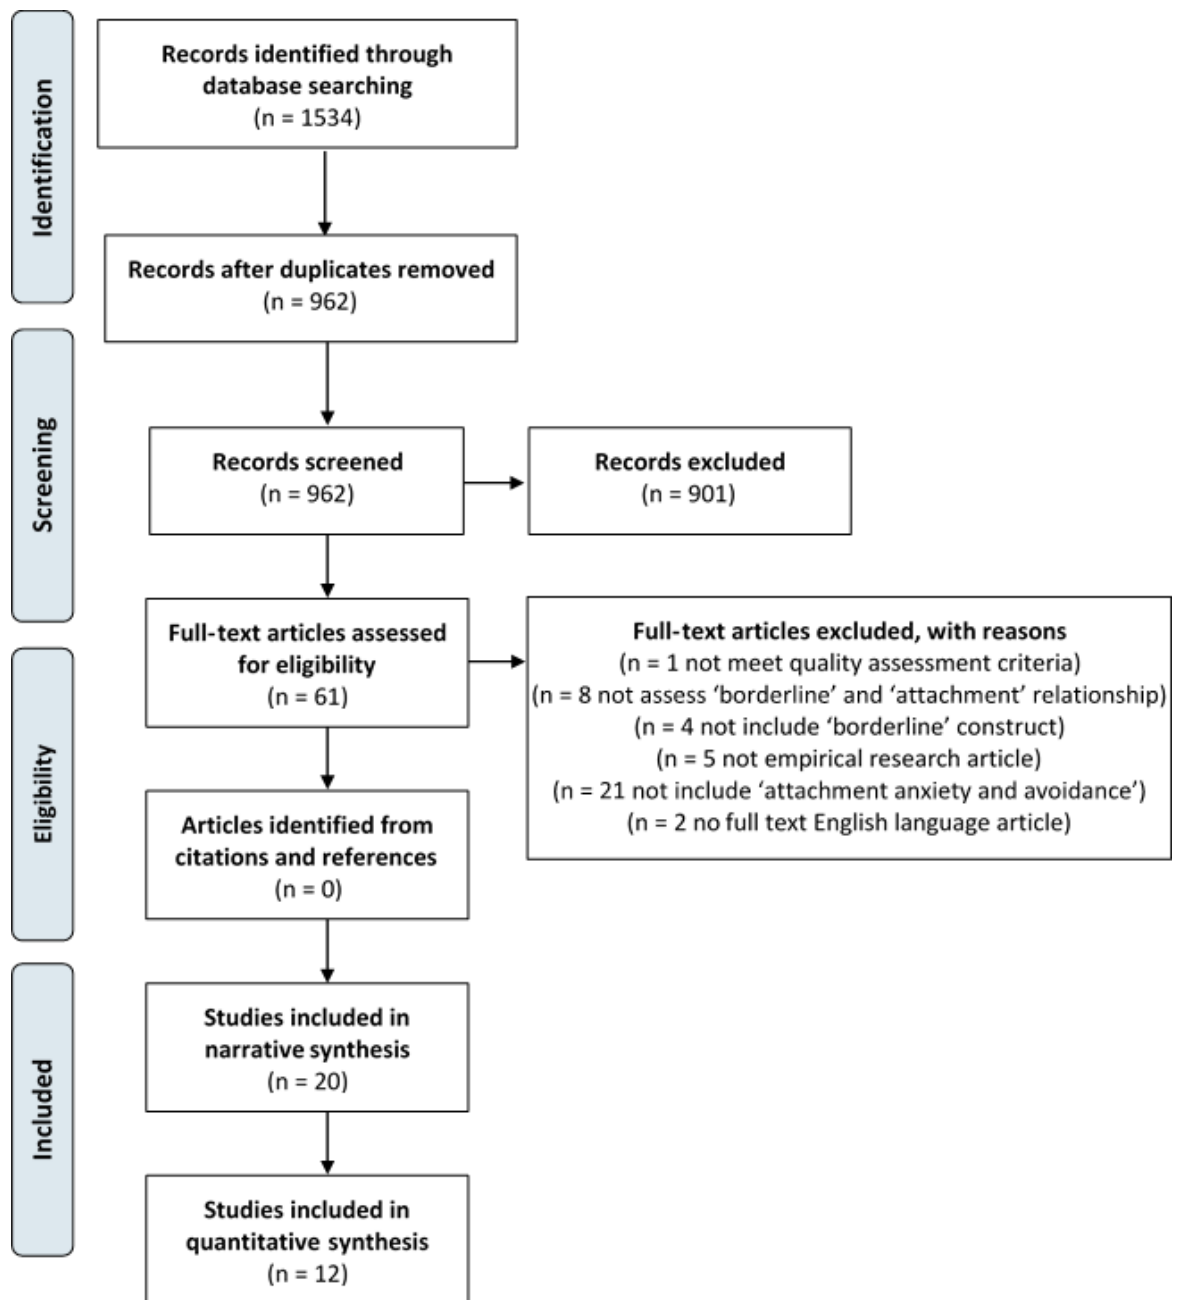 Identification
Records identified through
database searching
(n = 1534)
Records after duplicates removed
(n = 962)
Screening
Records screened
(n = 962)
Records excluded
(n = 901)
Eligibility
Full-text articles assessed
for eligibility
(n = 61)
Full-text articles excluded, with reasons
(n = 1 not meet quality assessment criteria)
(n = 8 not assess ‘borderline’ and ‘attachment’ relationship)
(n = 4 not include ‘borderline’ construct)
(n = 5 not empirical research article)
(n = 21 not include ‘attachment anxiety and avoidance’)
(n = 2 no full text English language article)
Articles identified from
citations and references
(n = 0)
Included
Studies included in
narrative synthesis
(n = 20)
Studies included in
quantitative synthesis
(n = 12)